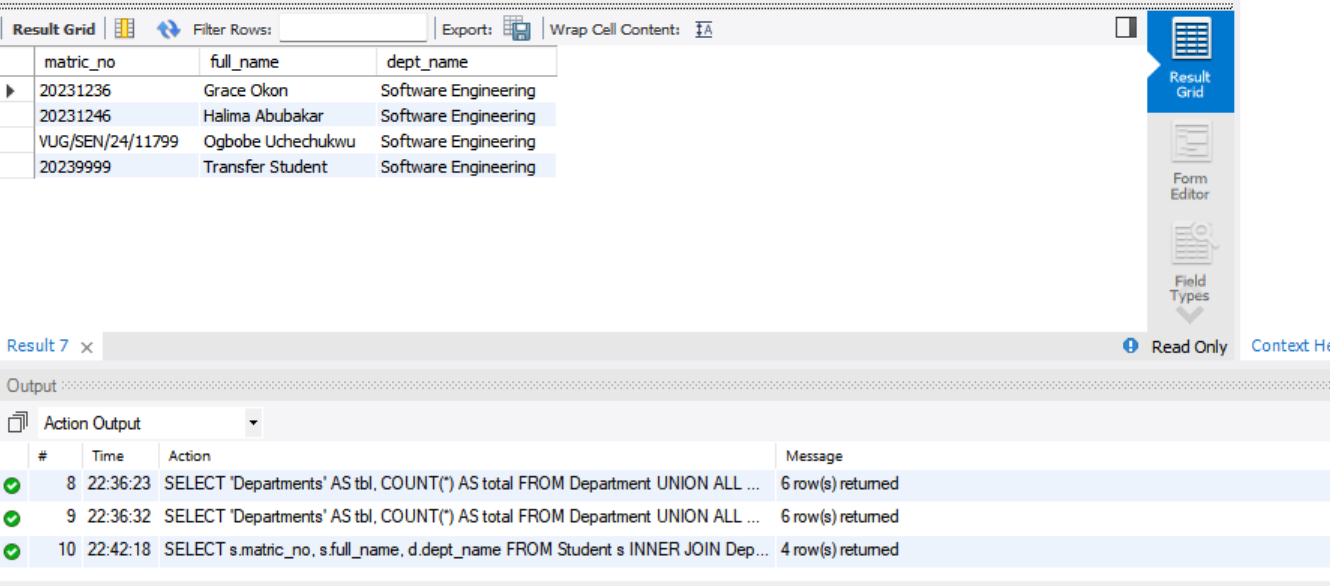 Result Grid Filter Rows: Export: Wrap Cell Content:
matric_no full_name dept_name
20231236 Grace Okon Software Engineering
20231246 Halima Abubakar Software Engineering
VUG/SEN/24/11799 Ogbobe Uchechukwu Software Engineering
20239999 Transfer Student Software Engineering
Result
Grid
Form
Editor
Field
Types
Result 7 Read Only Context He
Output
Action Output
# Time Action Message
8 22:36:23 SELECT 'Departments' AS tbl, COUNT(*) AS total FROM Department UNION ALL ... 6 row(s) returned
9 22:36:32 SELECT 'Departments' AS tbl, COUNT(*) AS total FROM Department UNION ALL ... 6 row(s) returned
10 22:42:18 SELECT s.matric_no, s.full_name, d.dept_name FROM Student s INNER JOIN Dep... 4 row(s) returned